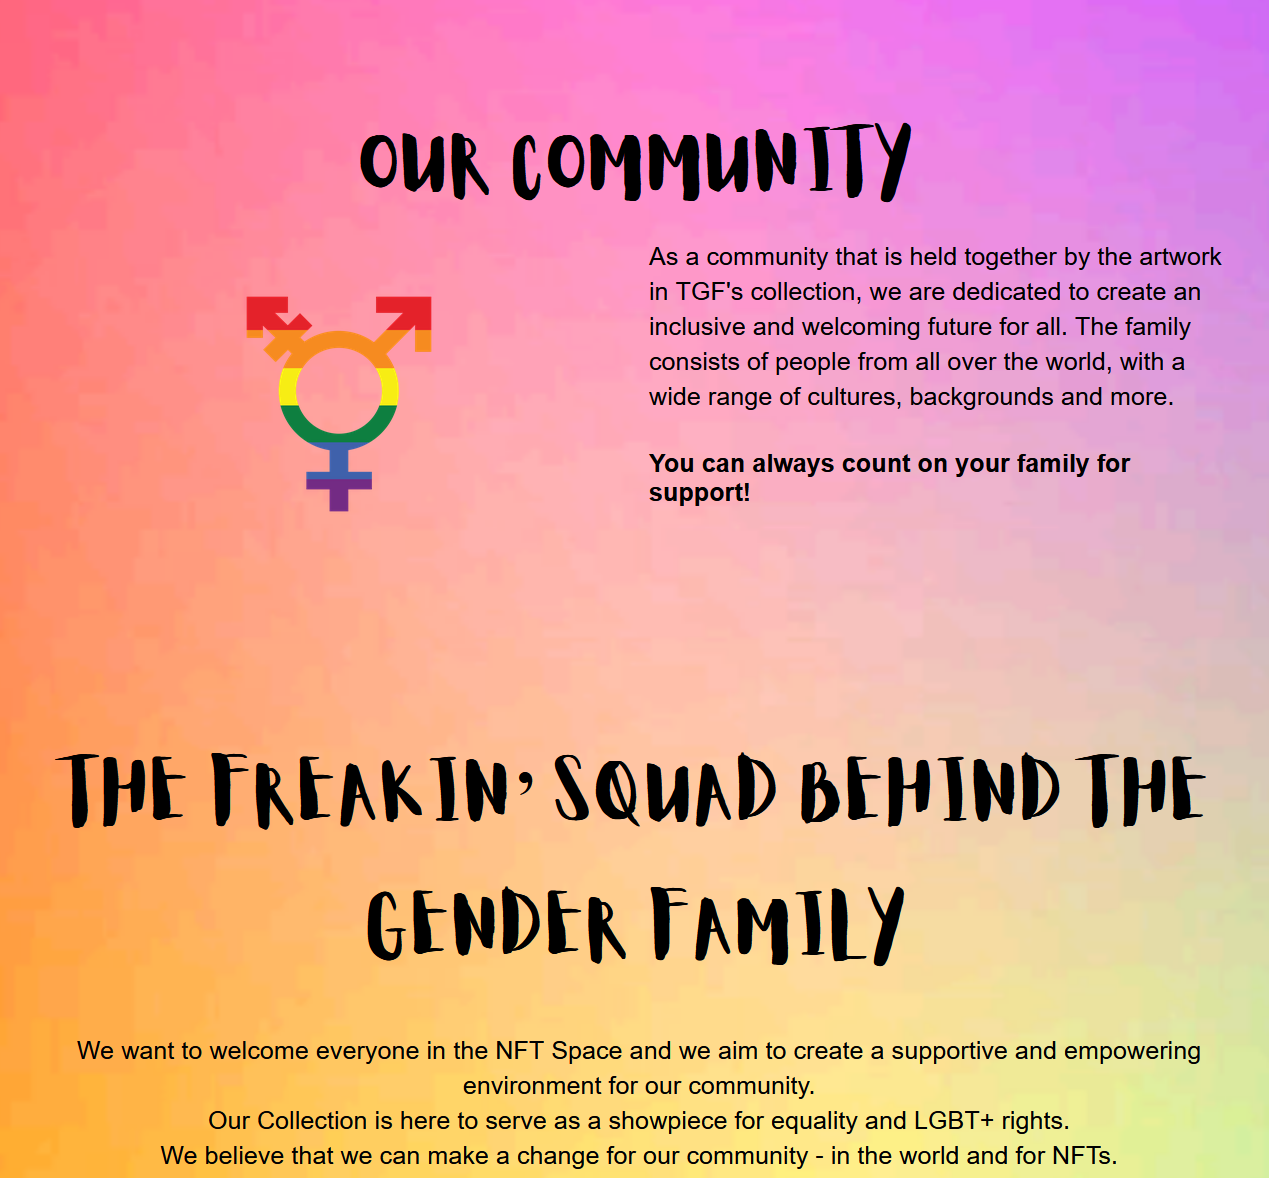 OUR COMMUNITY
As a community that is held together by the artwork
in TGF's collection, we are dedicated to create an
inclusive and welcoming future for all. The family
consists of people from all over the world, with a
wide range of cultures, backgrounds and more.
You can always count on your family for
support!
THE FREAKIN' SQUAD BEHIND THE
GENDER FAMILY
We want to welcome everyone in the NFT Space and we aim to create a supportive and empowering
environment for our community.
Our Collection is here to serve as a showpiece for equality and LGBT+ rights.
We believe that we can make a change for our community - in the world and for NFTs.